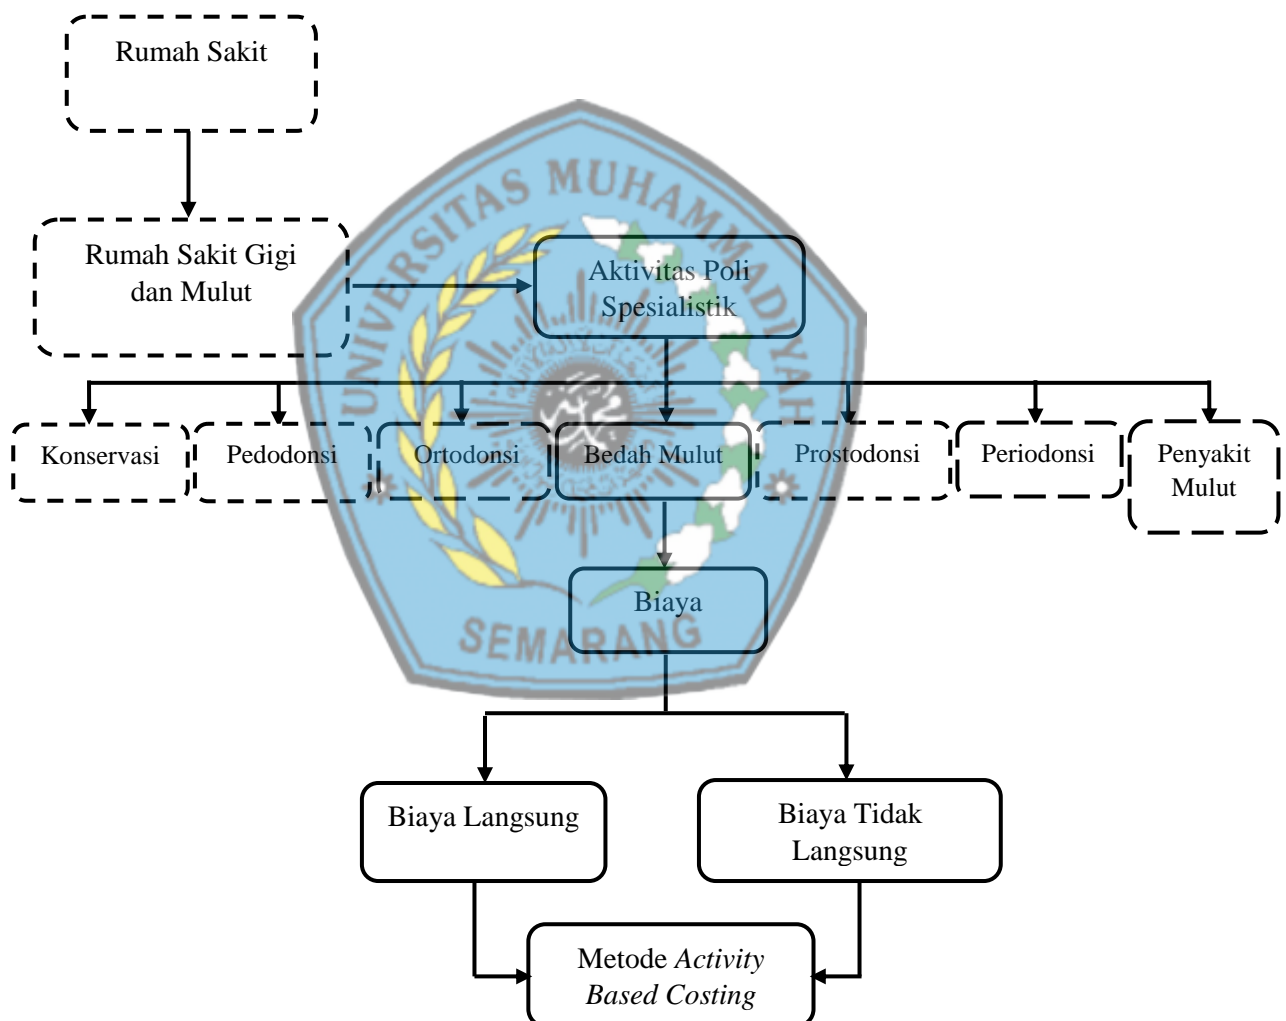 Rumah Sakit
Rumah Sakit Gigi
dan Mulut
Aktivitas Poli
Spesialistik
Konservasi
Pedodonsi
Ortodonsi
Bedah Mulut
Prostodonsi
Periodonsi
Penyakit
Mulut
Biaya
Biaya Langsung
Biaya Tidak
Langsung
Metode Activity
Based Costing
UNIVERSITAS MUHAMMADIYAH
SEMARANG